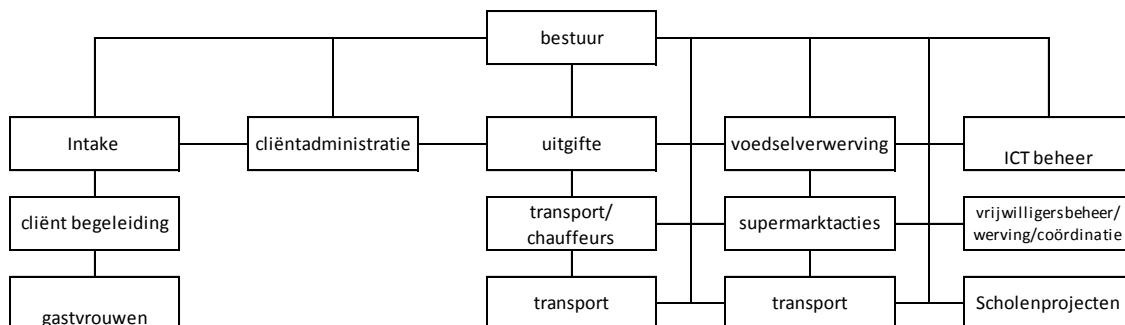 bestuur
Intake
cliëntadministratie
uitgifte
voedselverwerving
ICT beheer
cliënt begeleiding
transport/
chauffeurs
supermarktacties
vrijwilligersbeheer/
werving/coördinatie
gastvrouwen
transport
transport
Scholenprojecten